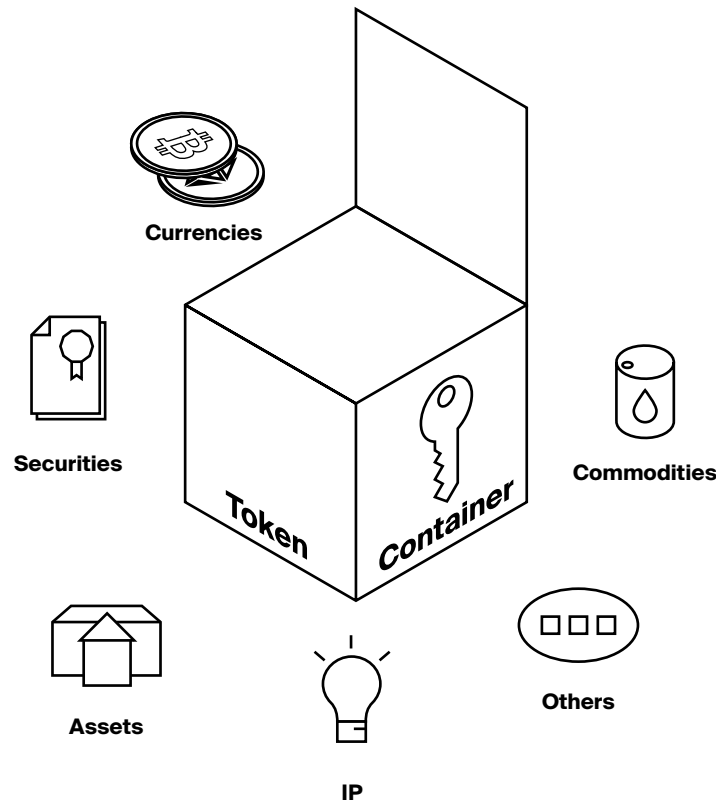 Currencies
Securities
Commodities
Token
Container
Others
Assets
IP